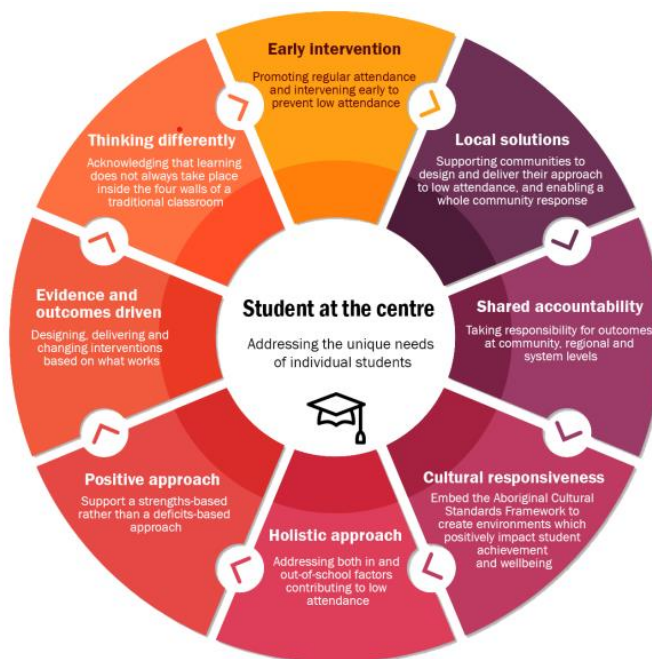 Early intervention
Promoting regular attendance
and intervening early to
prevent low attendance
Local solutions
Supporting communities to
design and deliver their approach
to low attendance, and enabling a
whole community response
Shared accountability
Taking responsibility for outcomes
at community, regional and
system levels
Cultural responsiveness
Embed the Aboriginal Cultural
Standards Framework to
create environments which
positively impact student
achievement
and wellbeing
Holistic approach
Addressing both in and
out-of-school factors
contributing to low
attendance
Positive approach
Support a strengths-based
rather than a deficits-based
approach
Evidence and
outcomes driven
Designing, delivering and
changing interventions
based on what works
Thinking differently
Acknowledging that learning
does not always take place
inside the four walls of a
traditional classroom
Student at the centre
Addressing the unique needs
of individual students